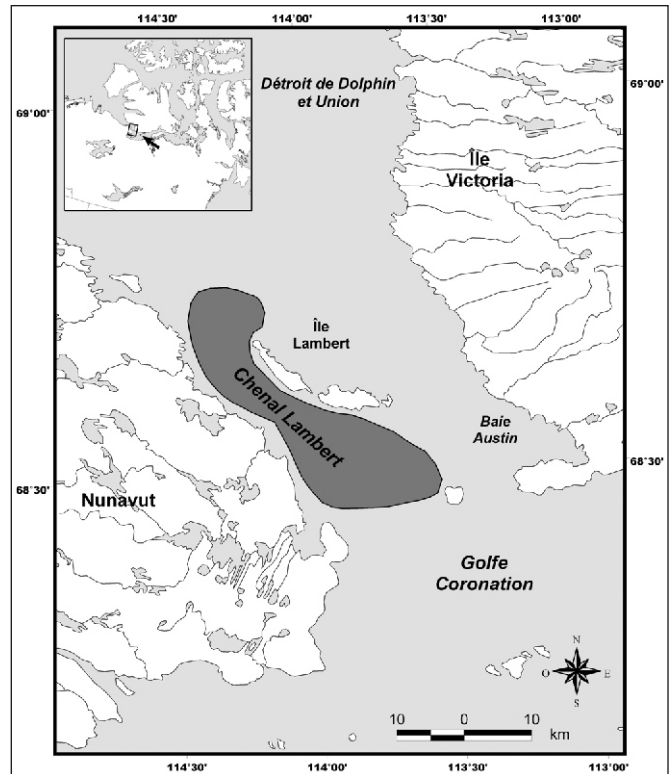 114˚30'
114˚00'
113˚30'
113˚00'
Détroit de Dolphin
et Union
69˚00'
69˚00'
Île
Victoria
Île
Lambert
Chenal Lambert
Baie
Austin
68˚30'
68˚30'
Nunavut
Golfe
Coronation
N
O
E
S
10
0
10
km
114˚30'
114˚00'
113˚30'
113˚00'